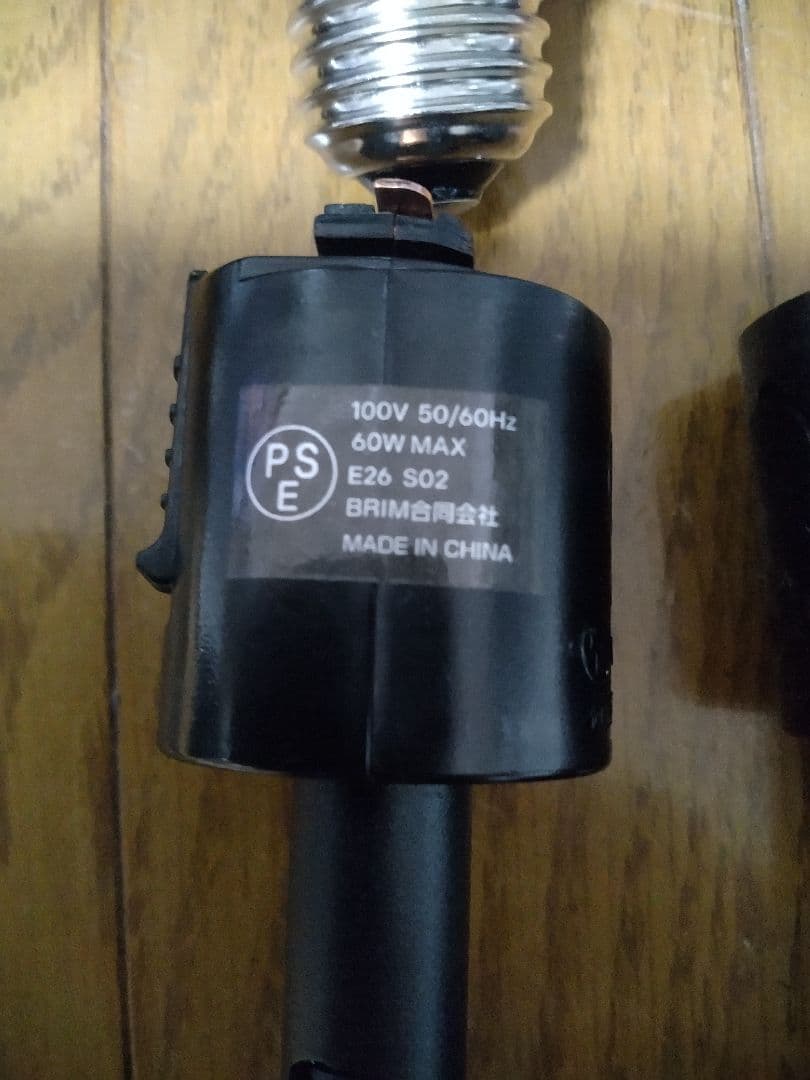 PSE
100V 50/60Hz
60W MAX
E26 S02
BRIM合同会社
MADE IN CHINA